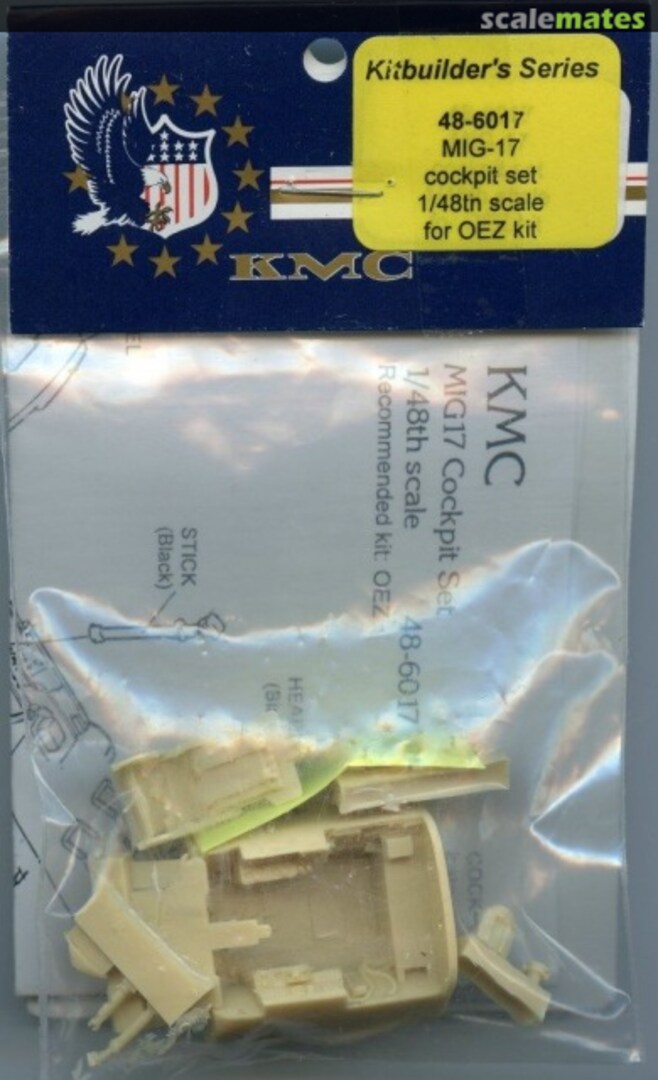 scalemates
Kitbuilder's Series
48-6017
MIG-17
cockpit set
1/48tn scale
for OEZ kit
KMC
KMC
MIG17 Cockpit Set
1/48th scale 48-6017
Recommended kit: OEZ
STICK
(Black)